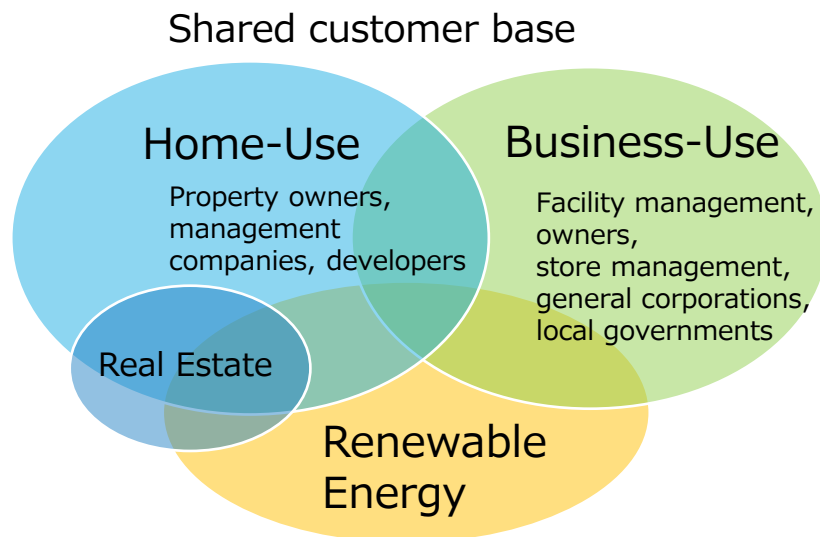 Shared customer base
Home-Use
Property owners,
management
companies, developers
Business-Use
Facility management,
owners,
store management,
general corporations,
local governments
Real Estate
Renewable
Energy